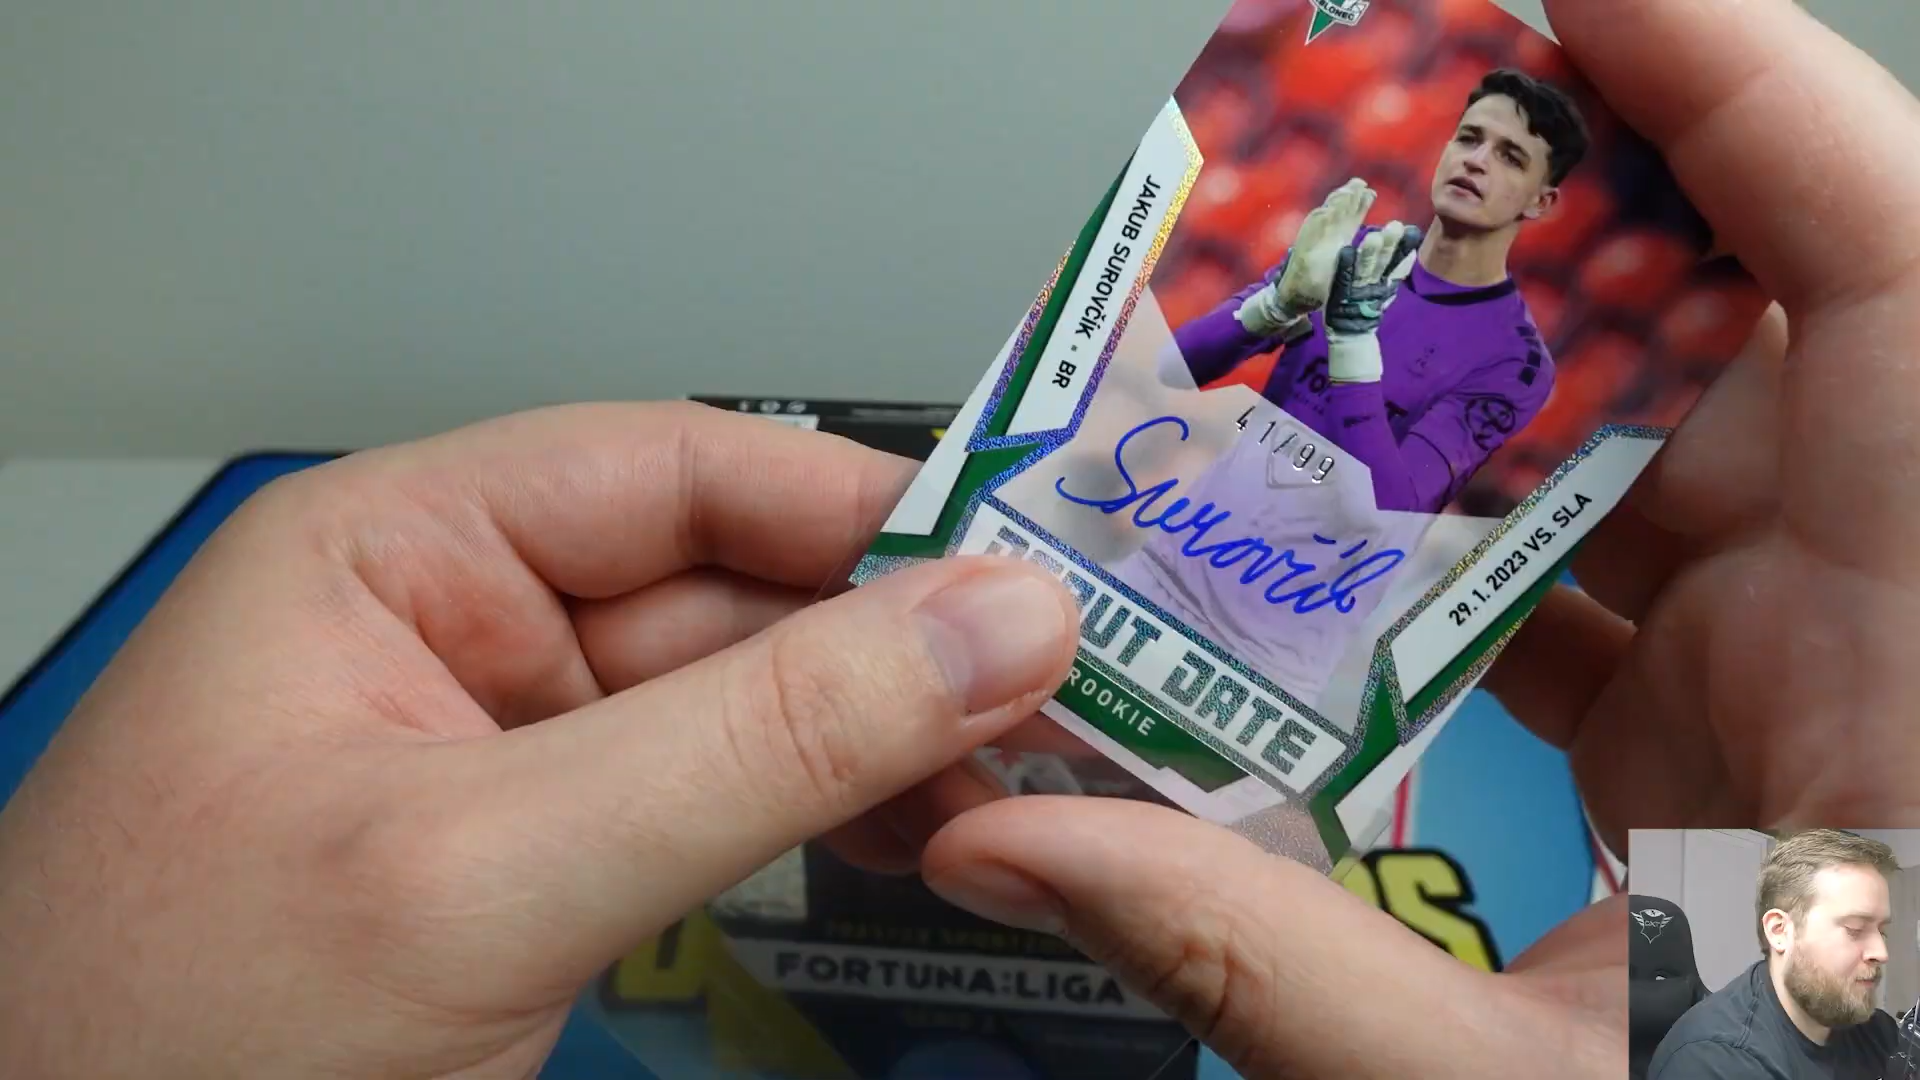 JAKUB SUROVČÍK • BR
41/99
Surovčík
29. 1. 2023 VS. SLA
DEBUT DATE
ROOKIE
FORTUNA:LIGA